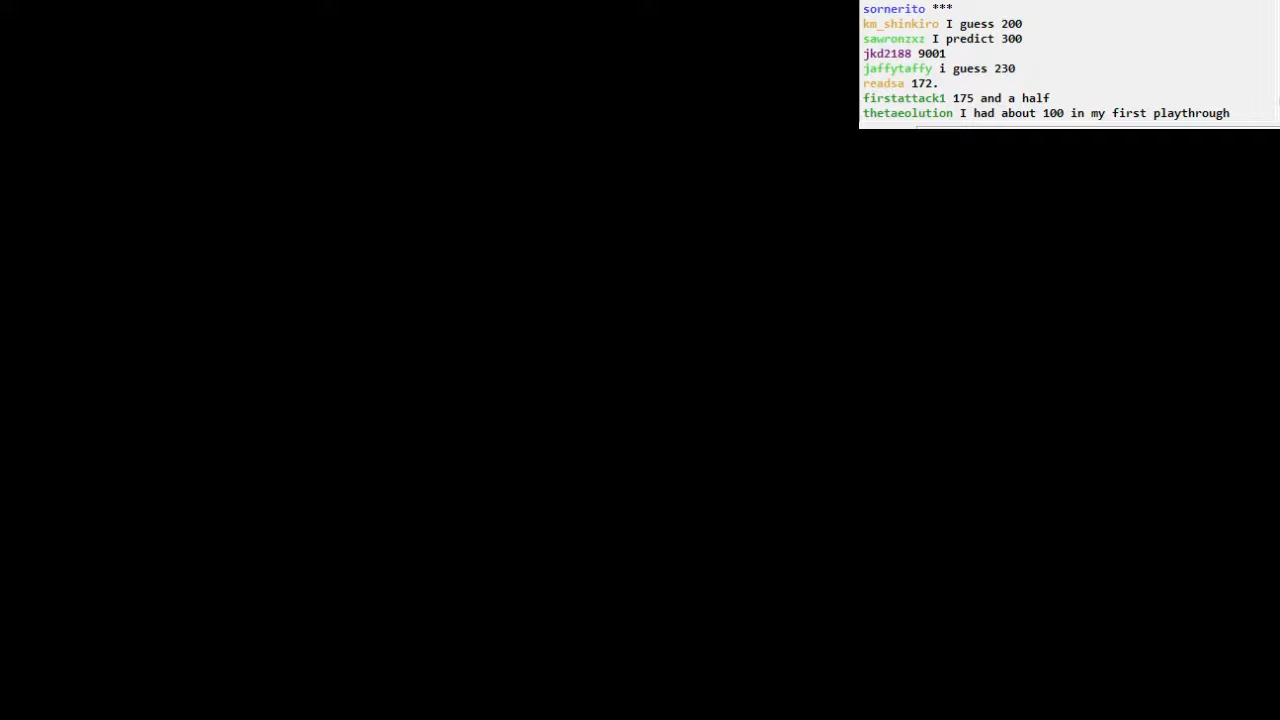 sornerito ***
km_shinkiro I guess 200
sawronzxz I predict 300
jkd2188 9001
jaffytaffy i guess 230
readsa 172.
firstattack1 175 and a half
thetaeolution I had about 100 in my first playthrough